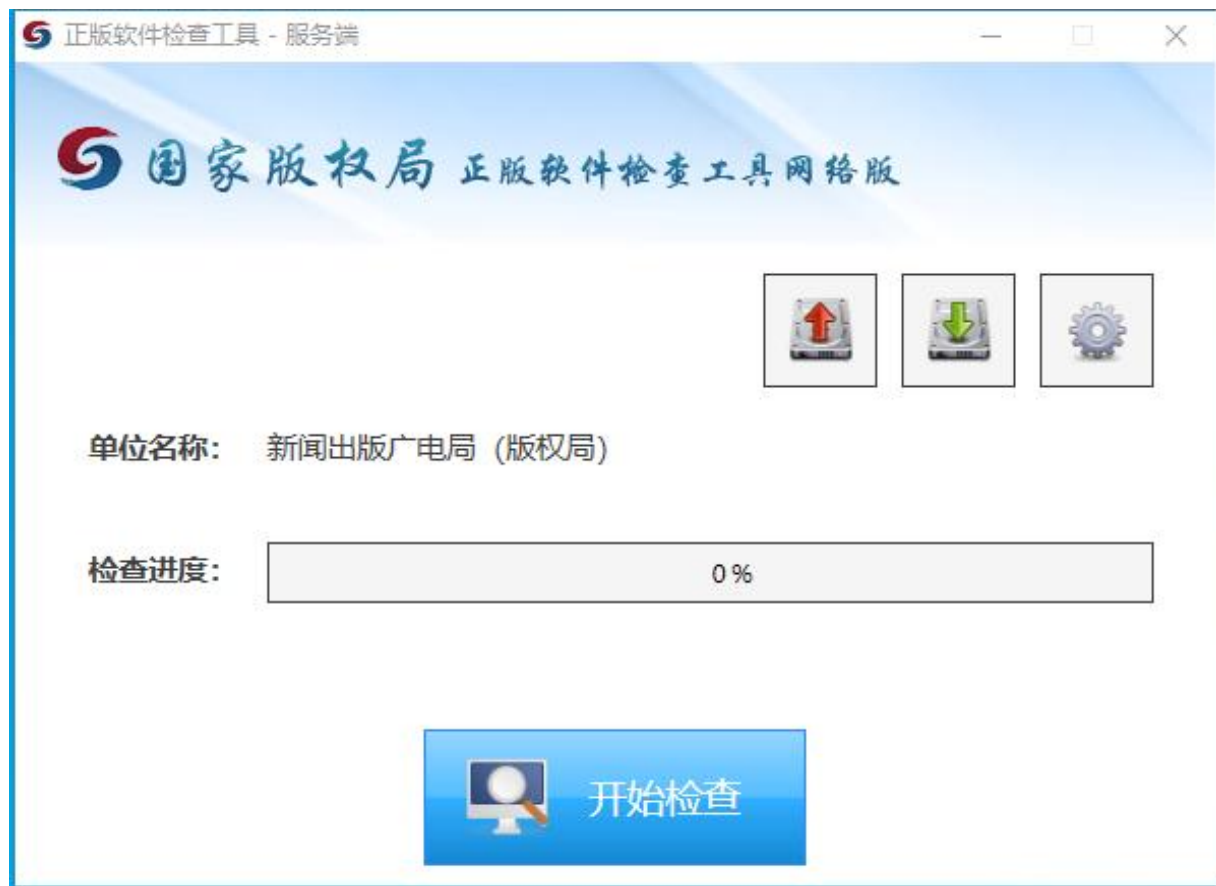 正版软件检查工具 - 服务端
国家版权局 正版软件检查工具网络版
单位名称： 新闻出版广电局（版权局）
检查进度： 0%
开始检查